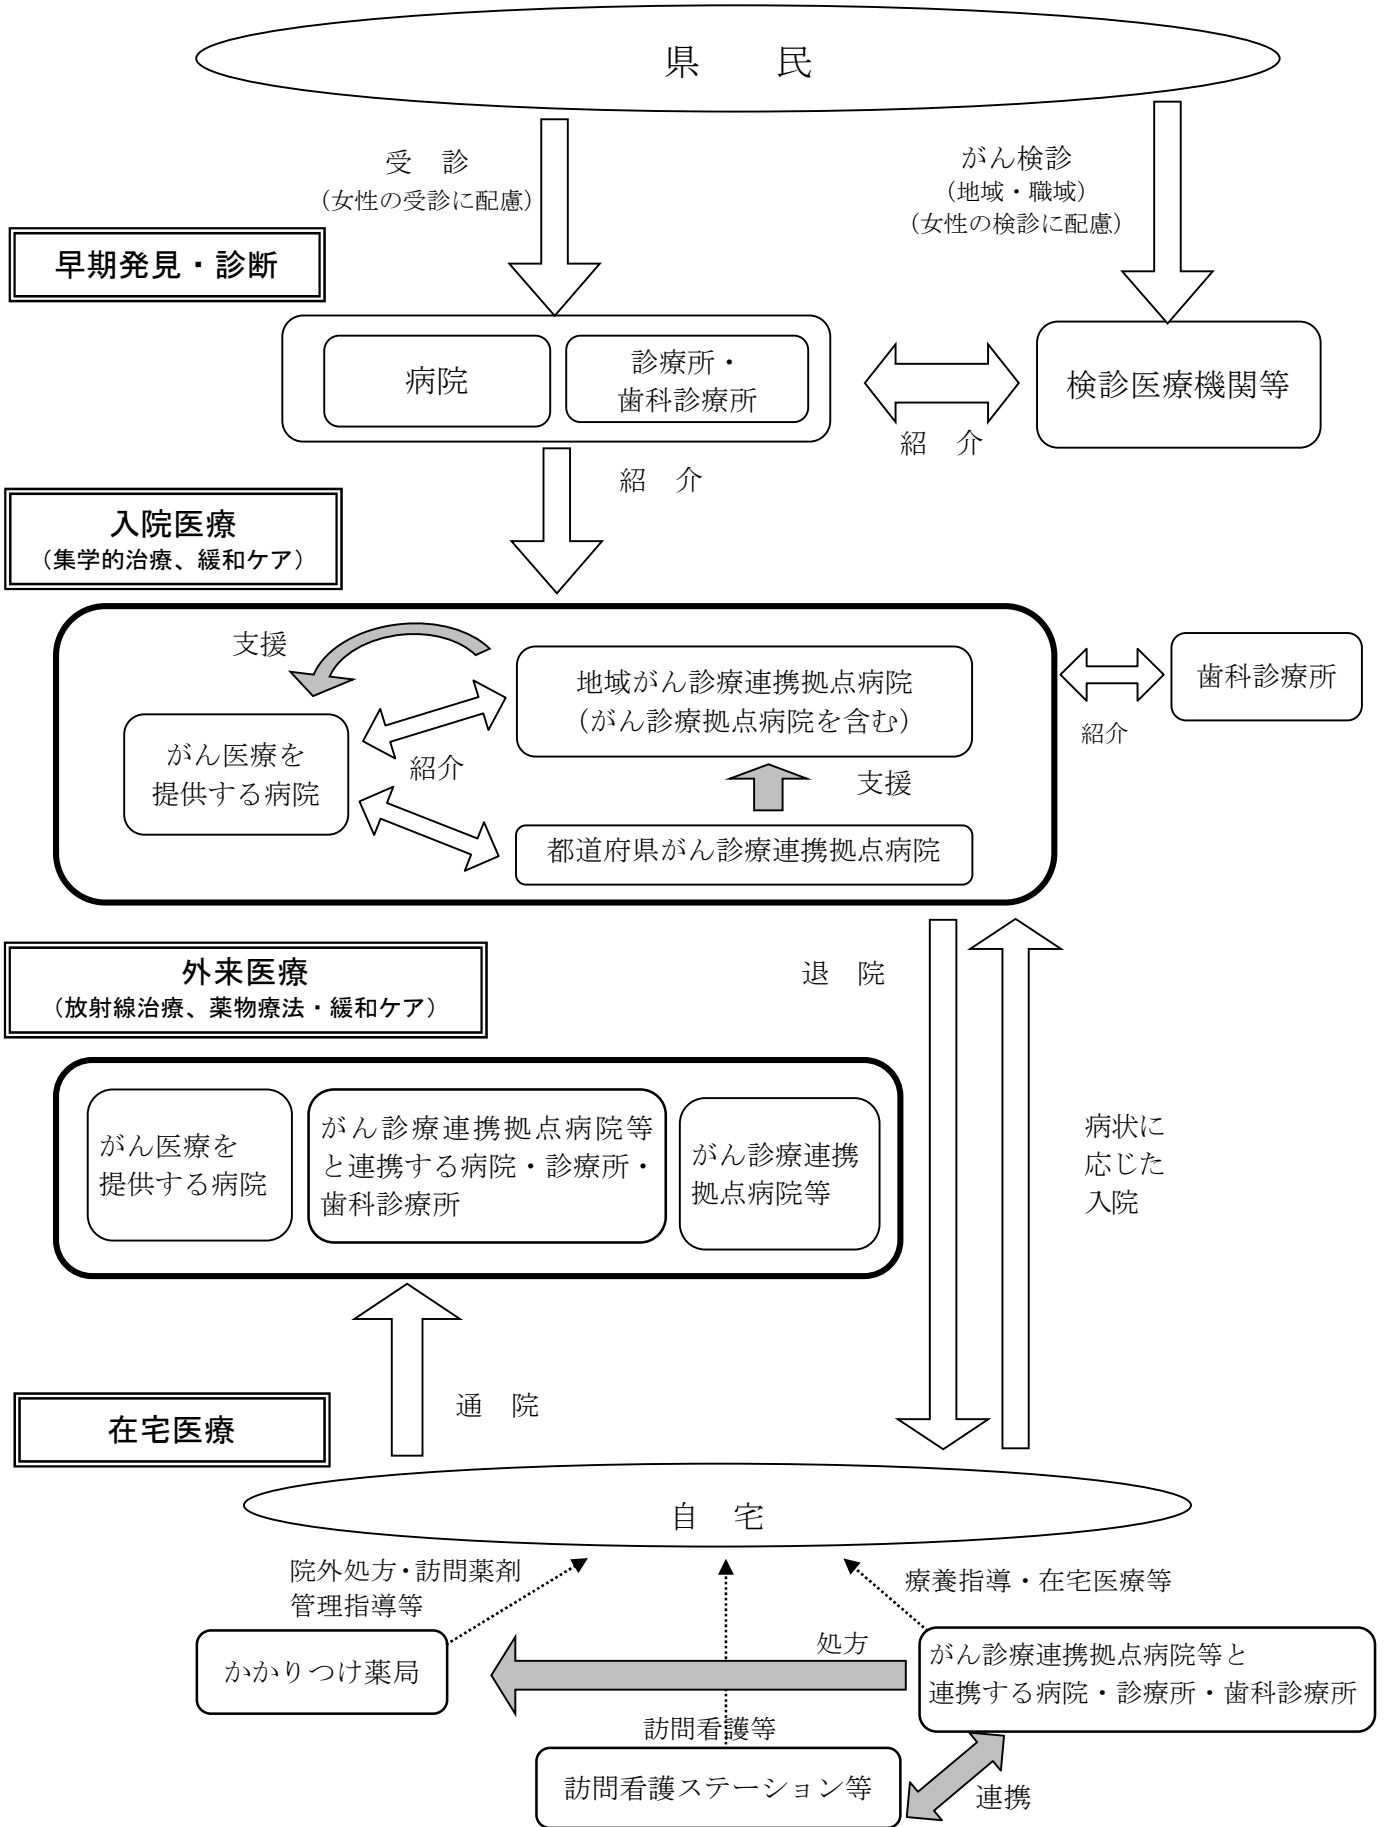 県　　民
受　診
（女性の受診に配慮）
がん検診
（地域・職域）
（女性の検診に配慮）
早期発見・診断
病院
診療所・
歯科診療所
検診医療機関等
紹　介
紹　介
入院医療
（集学的治療、緩和ケア）
支援
地域がん診療連携拠点病院
（がん診療拠点病院を含む）
歯科診療所
紹介
がん医療を
提供する病院
紹介
支援
都道府県がん診療連携拠点病院
外来医療
（放射線治療、薬物療法・緩和ケア）
退　院
がん医療を
提供する病院
がん診療連携拠点病院等
と連携する病院・診療所・
歯科診療所
がん診療連携
拠点病院等
病状に
応じた
入院
通　院
在宅医療
自　宅
院外処方・訪問薬剤
管理指導等
療養指導・在宅医療等
かかりつけ薬局
処方
がん診療連携拠点病院等と
連携する病院・診療所・歯科診療所
訪問看護等
訪問看護ステーション等
連携